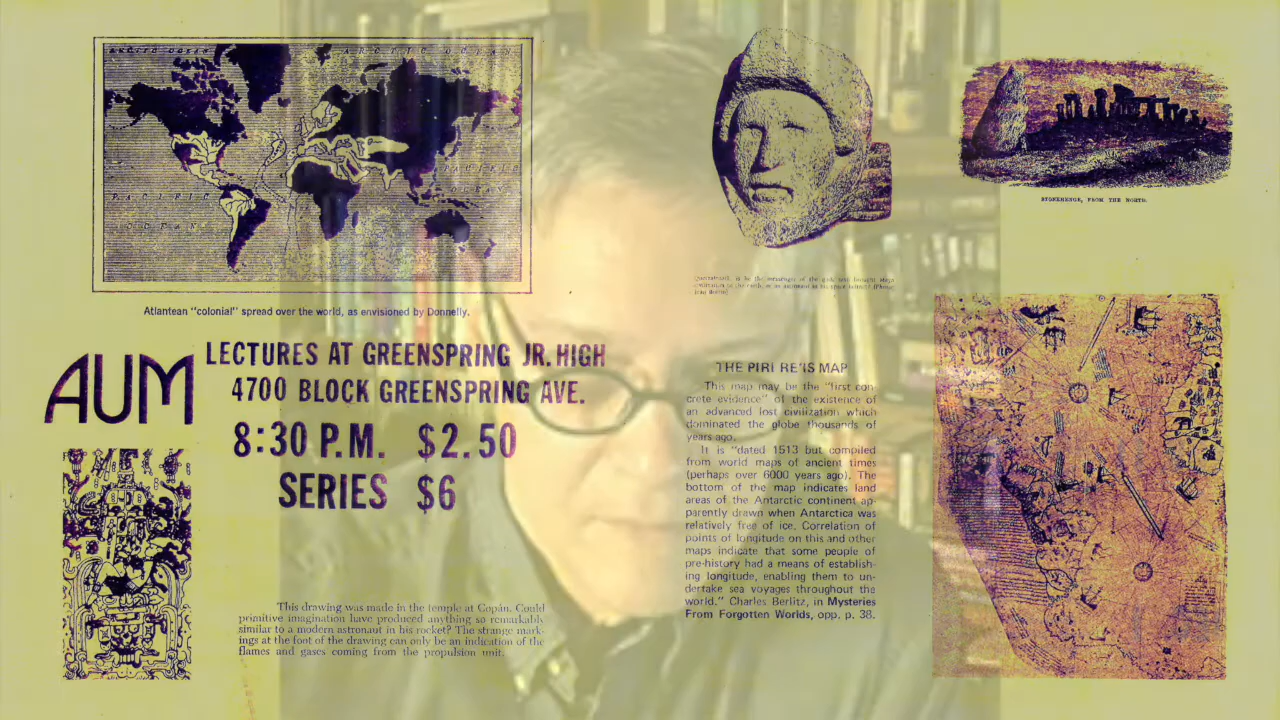 ARCTIC OCEAN
PACIFIC
OCEAN
PACIFIC
OCEAN
Atlantean "colonial" spread over the world, as envisioned by Donnelly.
AUM
LECTURES AT GREENSPRING JR. HIGH
4700 BLOCK GREENSPRING AVE.
8:30 P.M. $2.50
SERIES $6
This drawing was made in the temple at Copán. Could
primitive imagination have produced anything so remarkably
similar to a modern astronaut in his rocket? The strange mark-
ings at the foot of the drawing can only be an indication of the
flames and gases coming from the propulsion unit.
STONEHENGE, FROM THE NORTH.
THE PIRI RE'IS MAP
This map may be the "first con-
crete evidence" of the existence of
an advanced lost civilization which
dominated the globe thousands of
years ago.
It is "dated 1513 but compiled
from world maps of ancient times
(perhaps over 6000 years ago). The
bottom of the map indicates land
areas of the Antarctic continent ap-
parently drawn when Antarctica was
relatively free of ice. Correlation of
points of longitude on this and other
maps indicate that some people of
pre-history had a means of establish-
ing longitude, enabling them to un-
dertake sea voyages throughout the
world." Charles Berlitz, in Mysteries
From Forgotten Worlds, opp. p. 38.